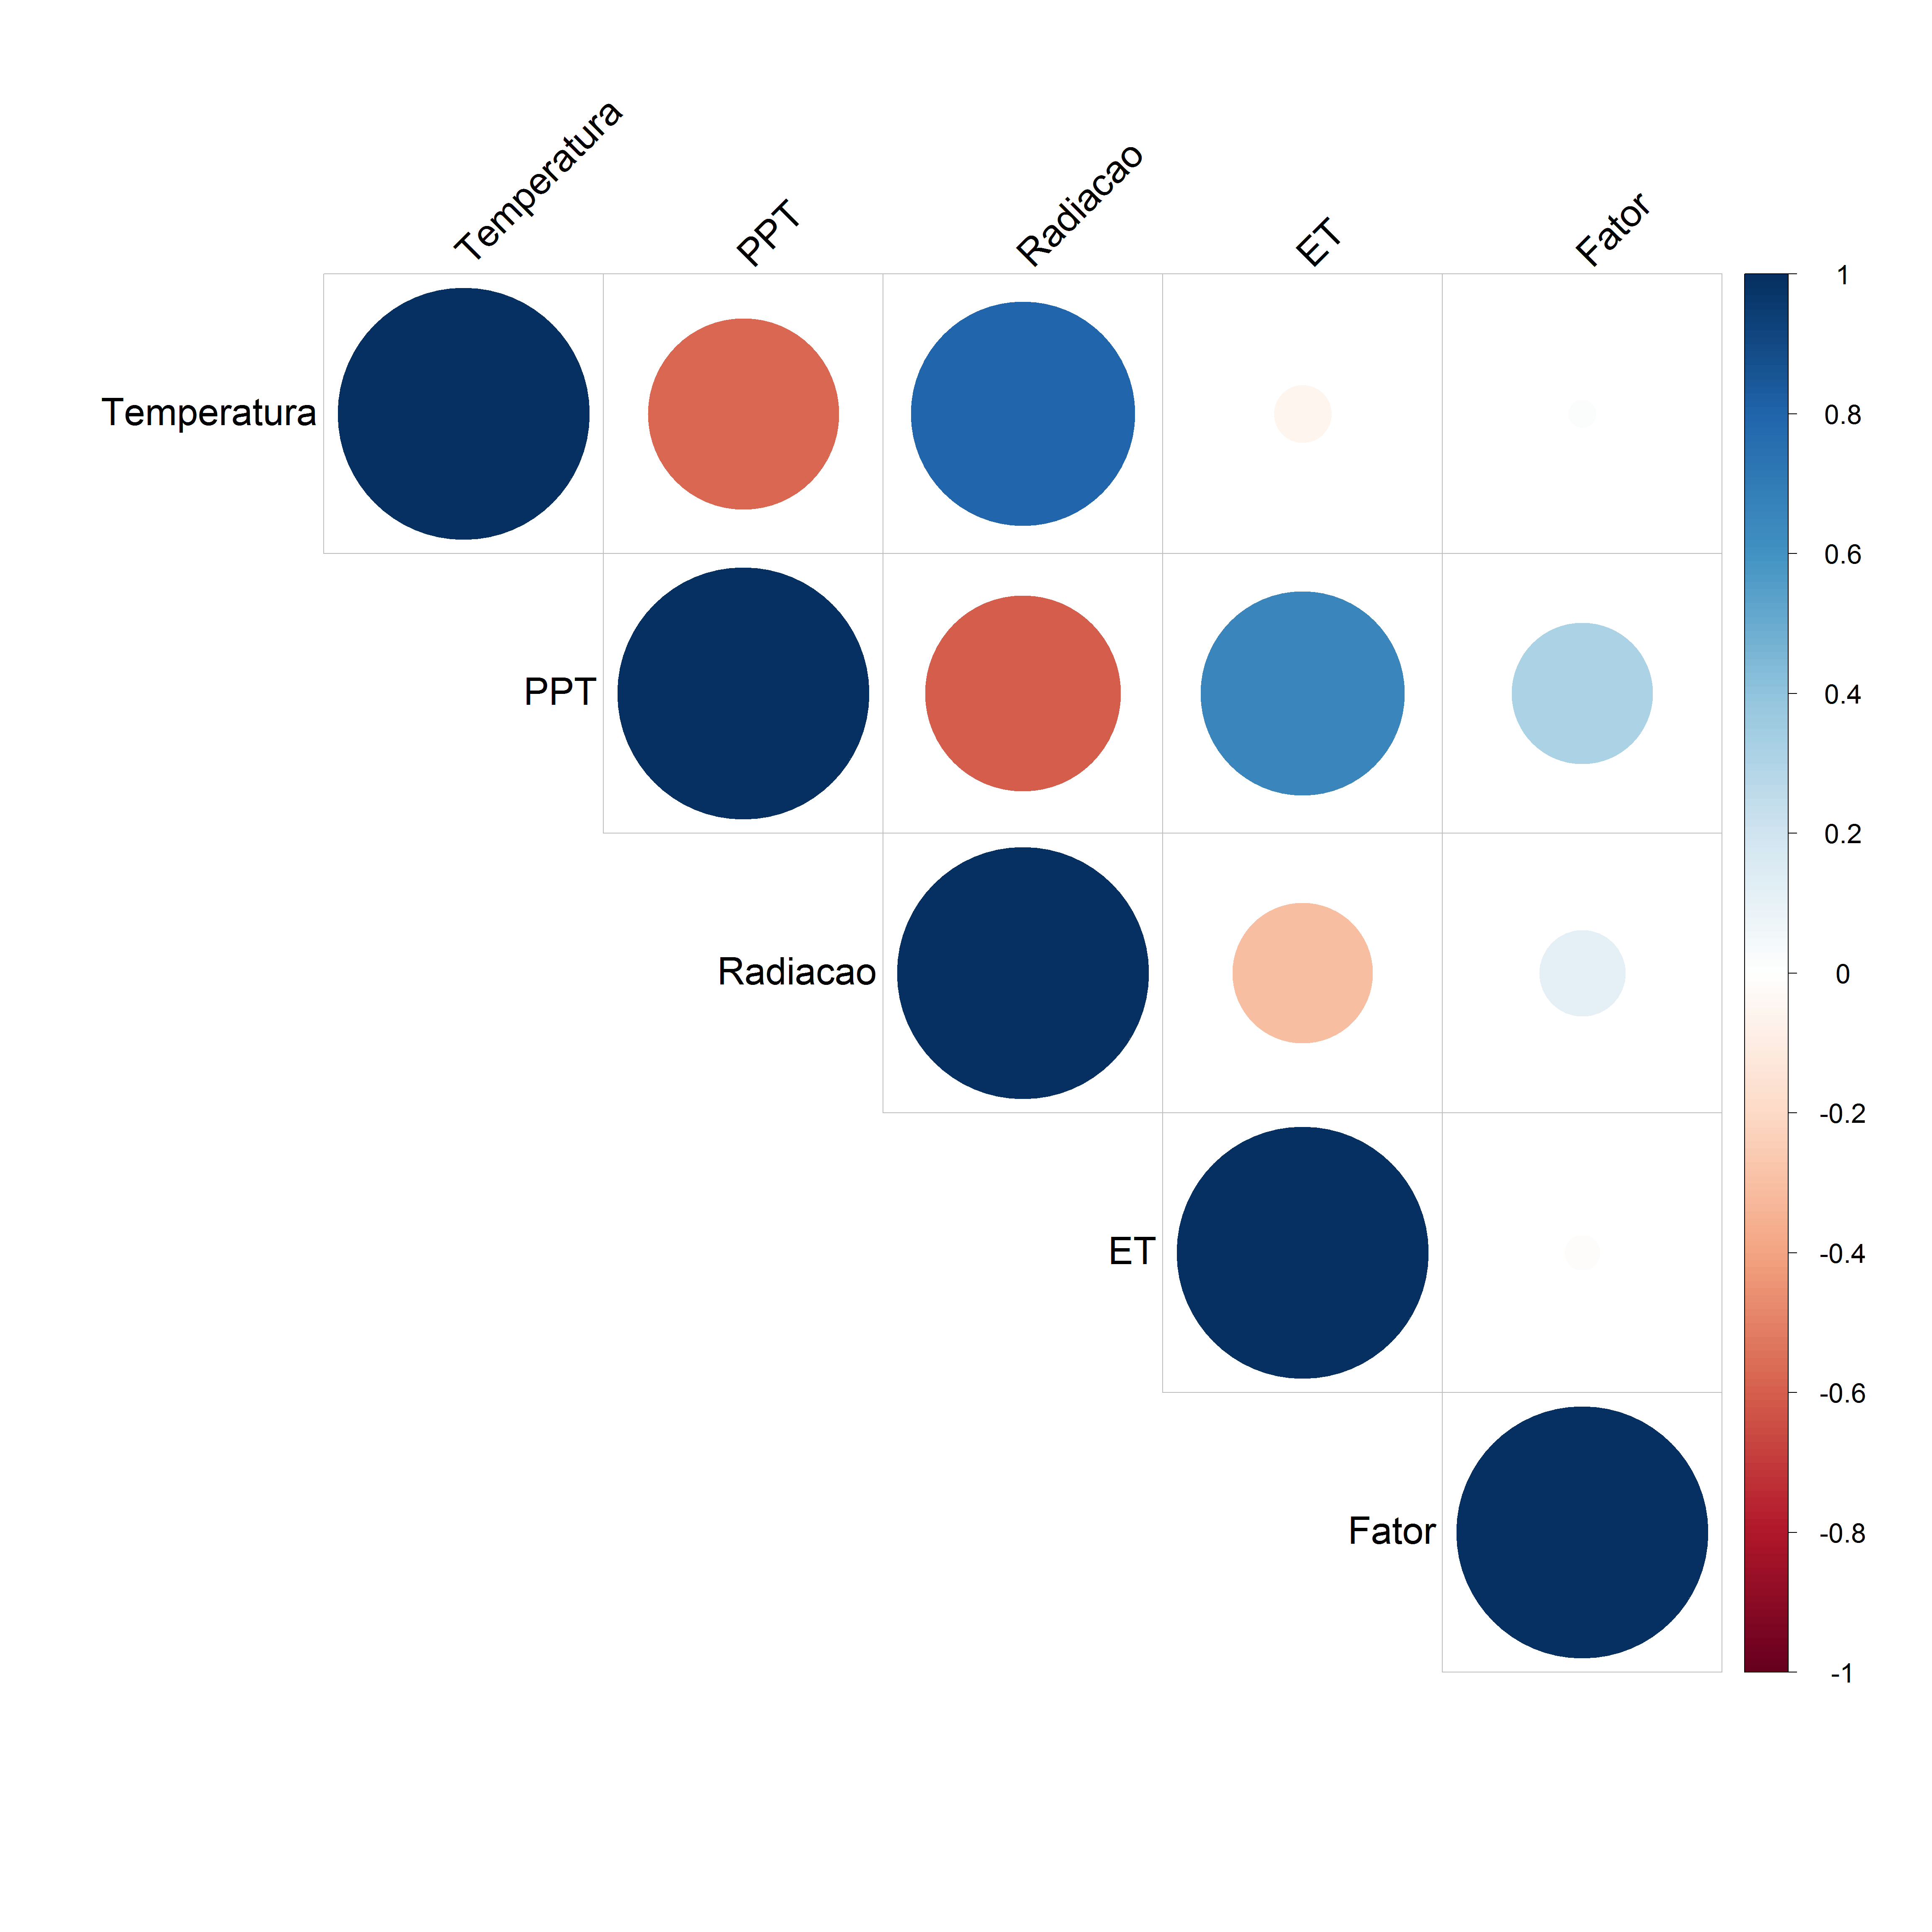 Temperatura
PPT
Radiacao
ET
Fator
Temperatura
PPT
Radiacao
ET
Fator
1
0.8
0.6
0.4
0.2
0
-0.2
-0.4
-0.6
-0.8
-1